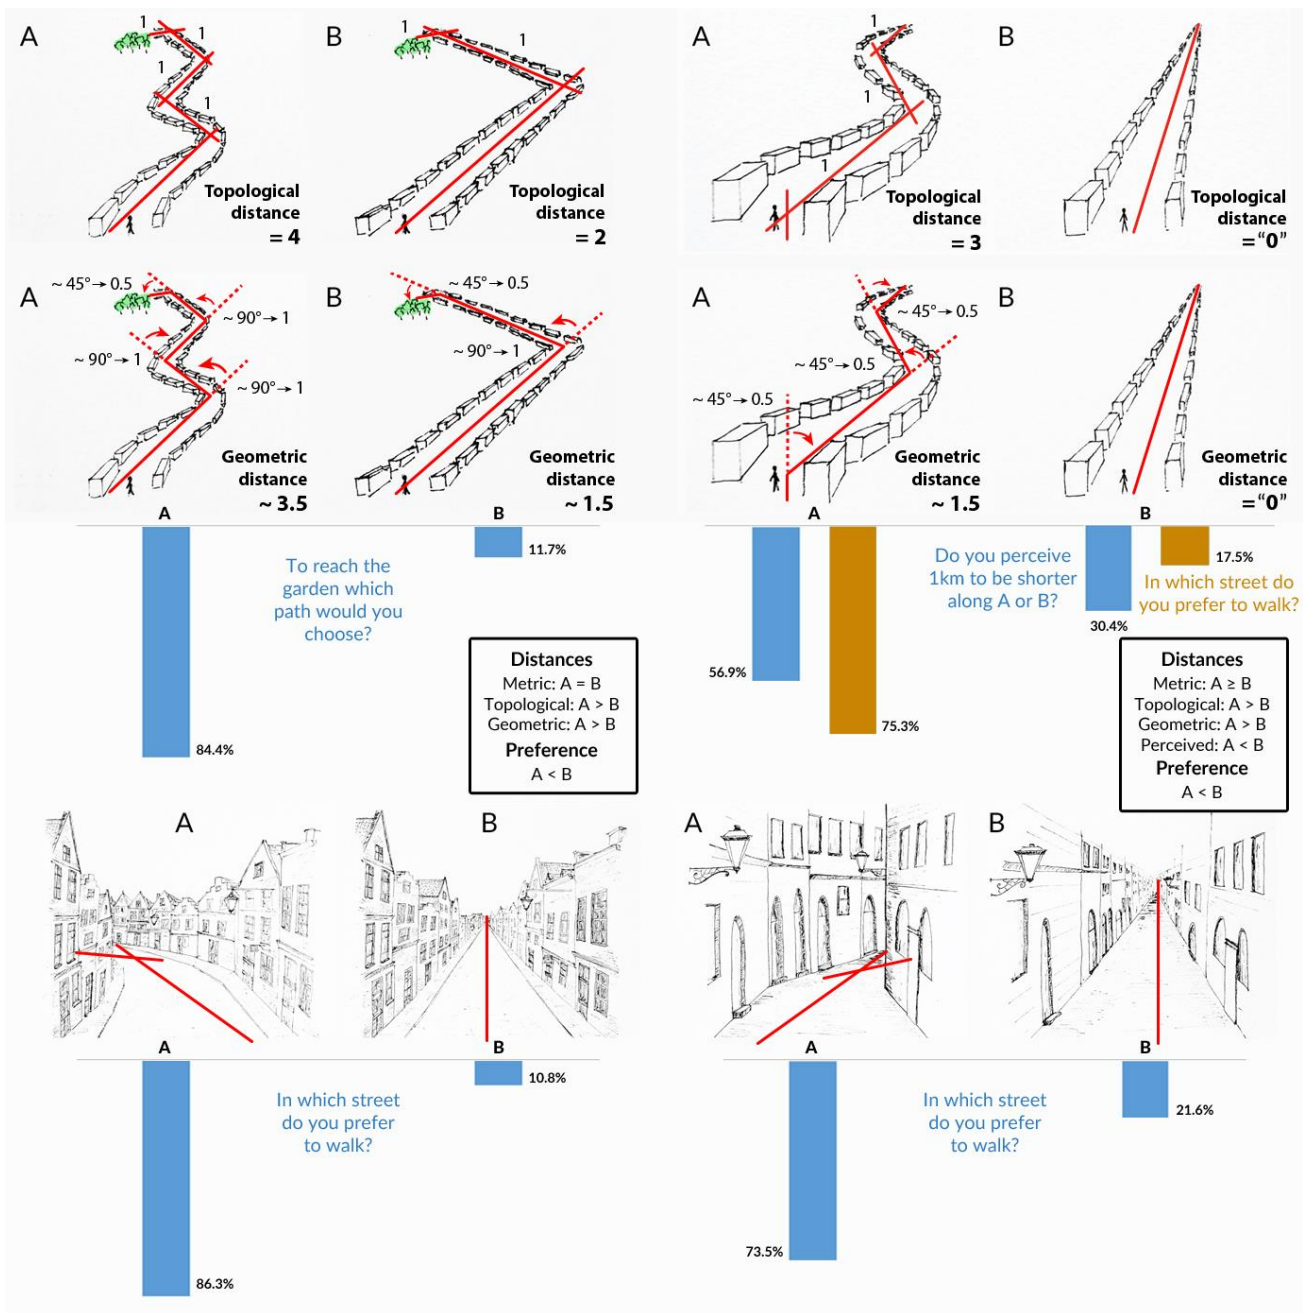 A
1
1
1
1
Topological
distance
= 4
B
1
1
Topological
distance
= 2
A
1
1
1
Topological
distance
= 3
B
Topological
distance
=“0”
A
~ 45°→ 0.5
~ 90°→ 1
~ 90°→ 1
~ 90°→ 1
Geometric
distance
~ 3.5
B
~ 45°→ 0.5
~ 90°→ 1
Geometric
distance
~ 1.5
A
~ 45°→ 0.5
~ 45°→ 0.5
~ 45°→ 0.5
Geometric
distance
~ 1.5
B
Geometric
distance
=“0”
A
B
84.4%
11.7%
To reach the
garden which
path would you
choose?
Distances
Metric: A = B
Topological: A > B
Geometric: A > B
Preference
A < B
A
B
56.9%
75.3%
Do you perceive
1km to be shorter
along A or B?
30.4%
17.5%
In which street do
you prefer to walk?
Distances
Metric: A ≥ B
Topological: A > B
Geometric: A > B
Perceived: A < B
Preference
A < B
A
B
A
B
A
B
86.3%
10.8%
In which street
do you prefer
to walk?
A
B
73.5%
21.6%
In which street
do you prefer
to walk?